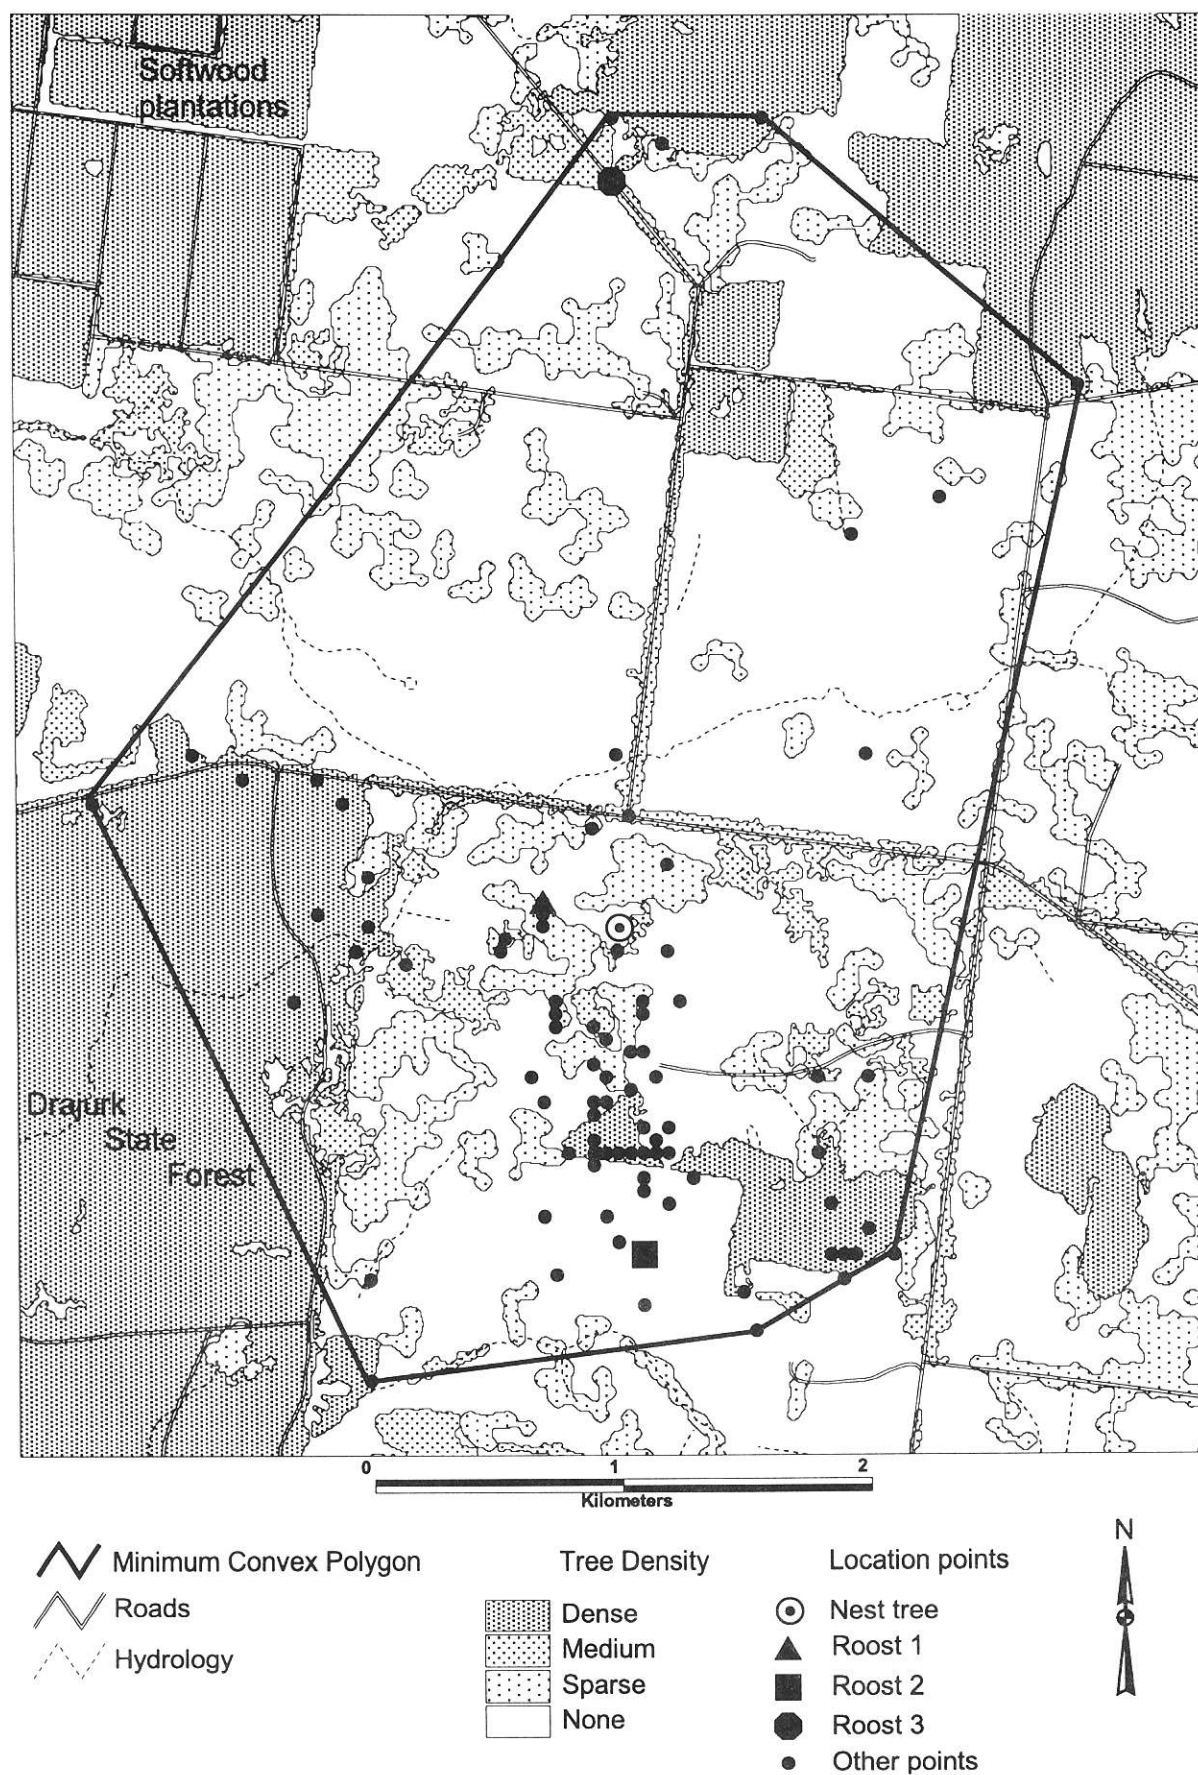 Softwood
plantations
Drajurk
State
Forest
0 1 2
Kilometers
Minimum Convex Polygon
Roads
Hydrology
Tree Density
Dense
Medium
Sparse
None
Location points
Nest tree
Roost 1
Roost 2
Roost 3
Other points
N